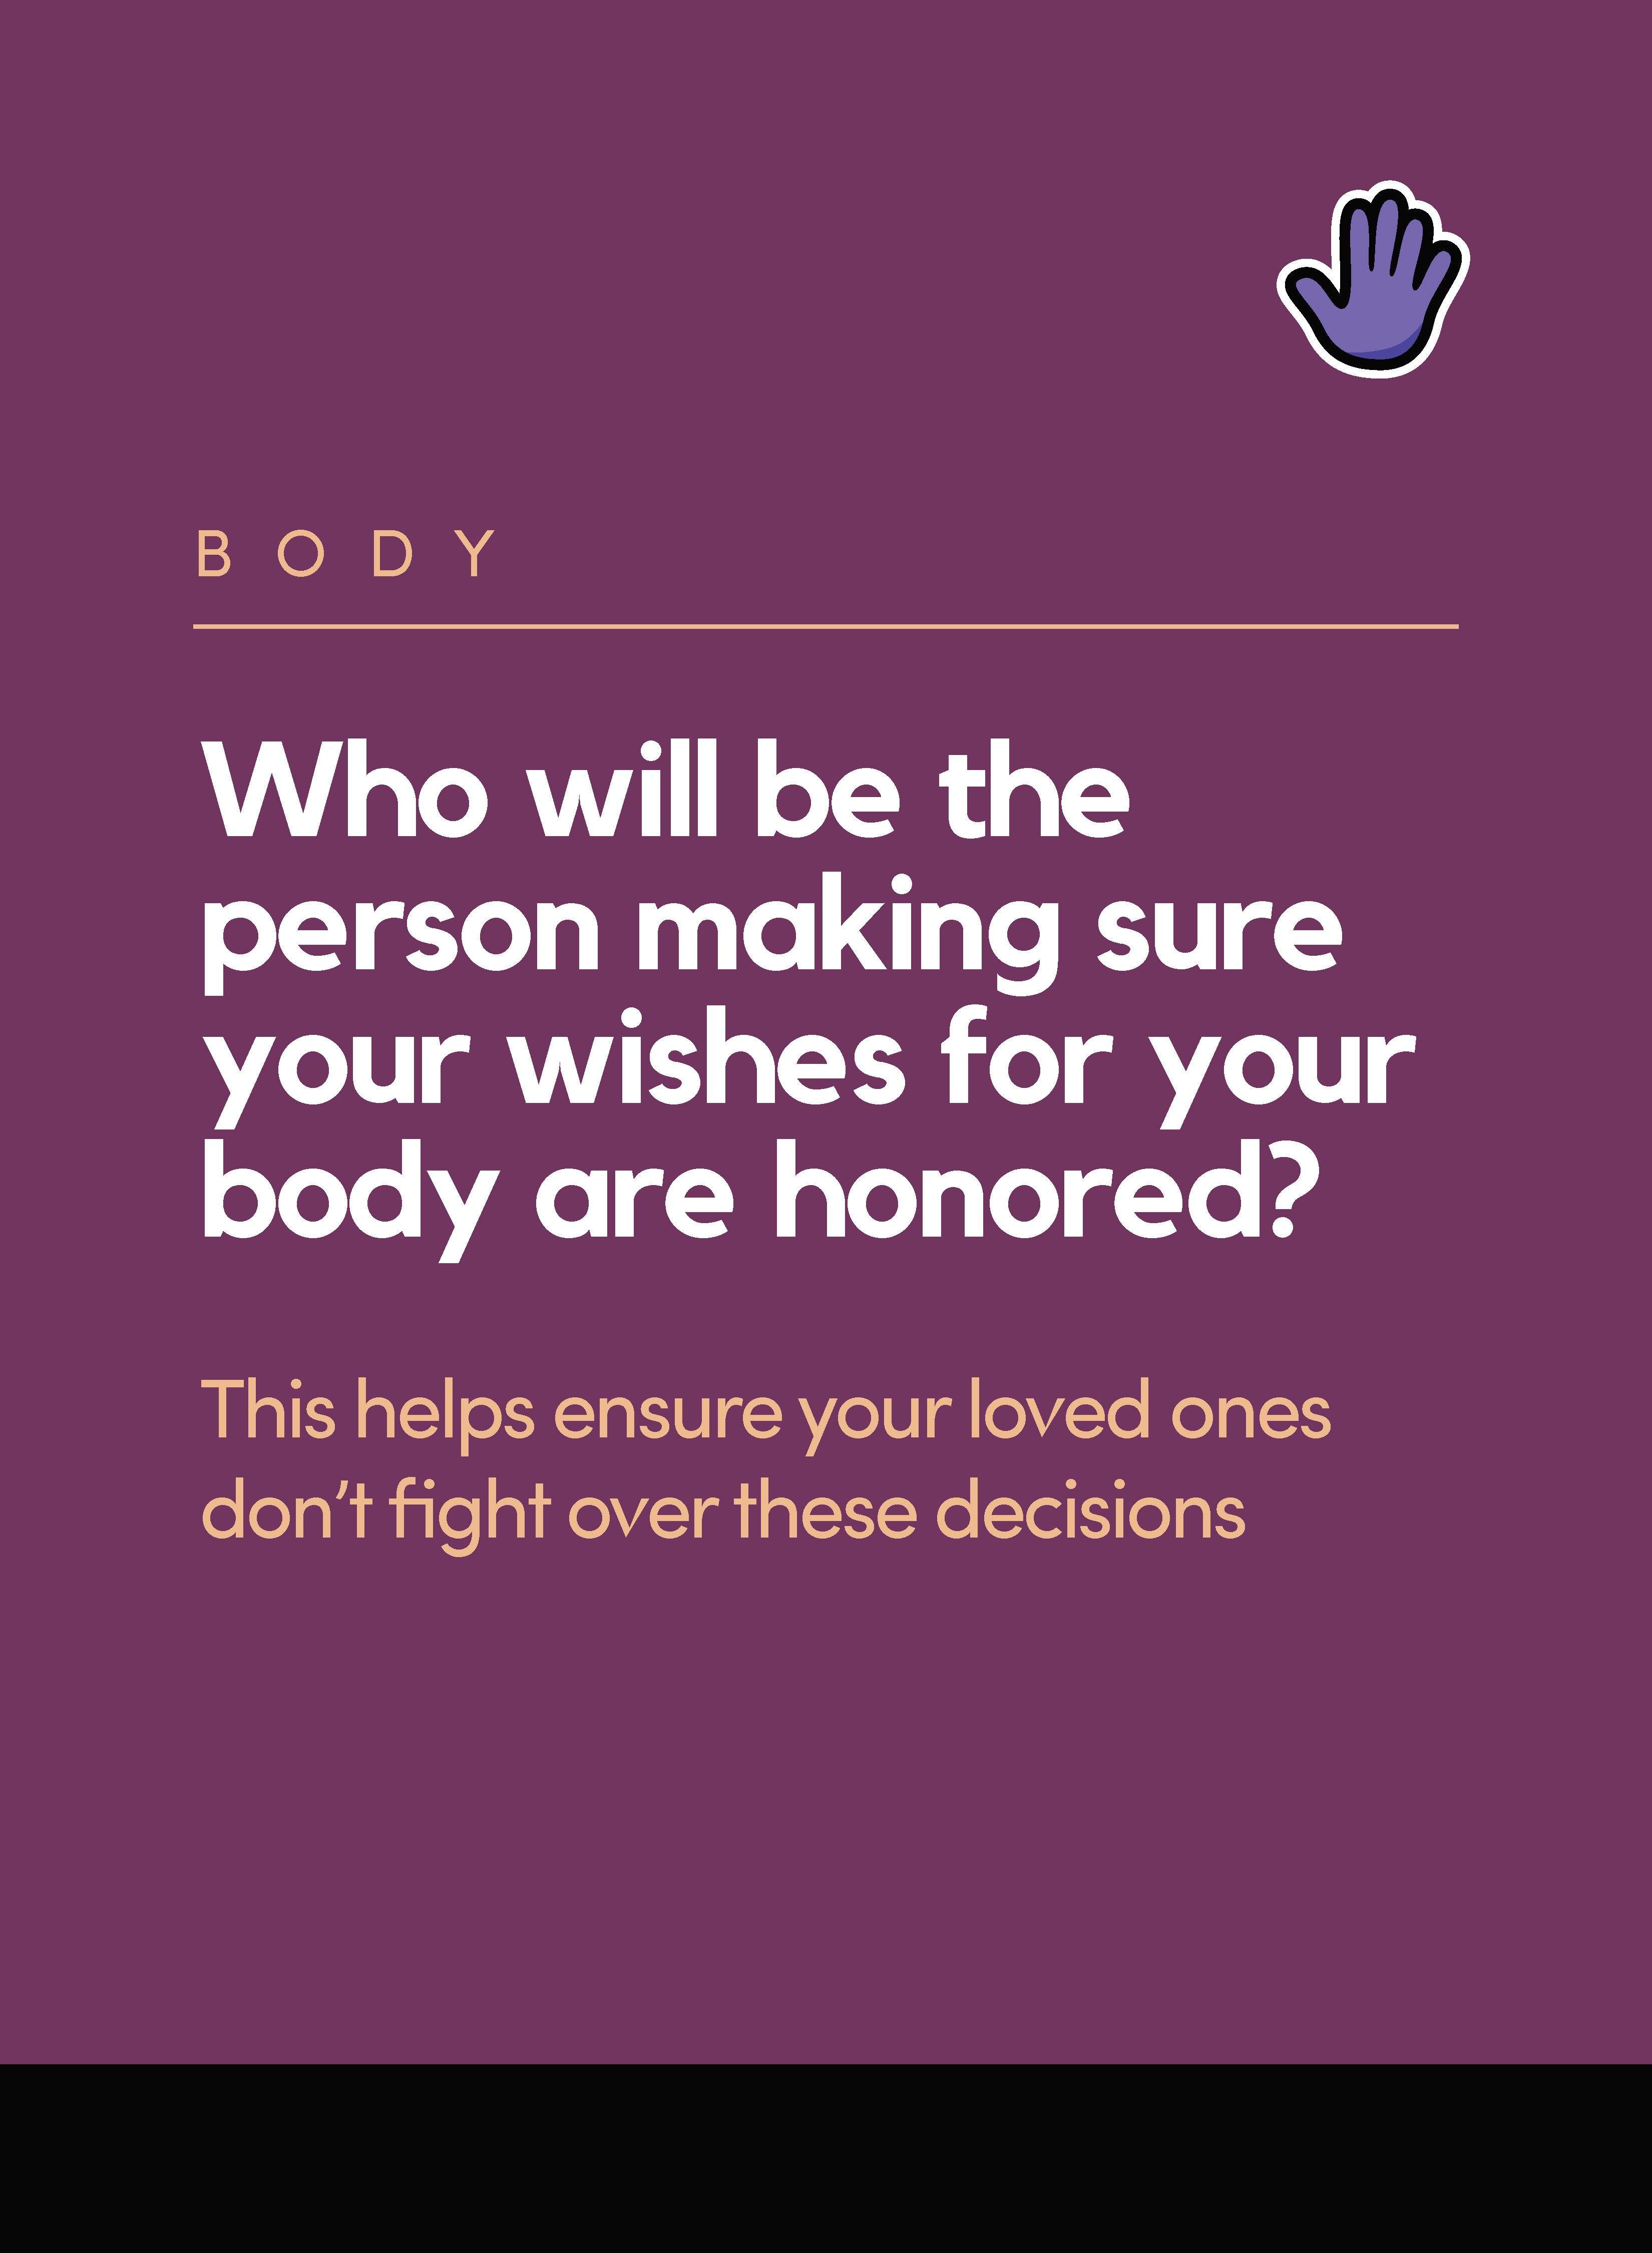 BODY
Who will be the
person making sure
your wishes for your
body are honored?
This helps ensure your loved ones
don’t fight over these decisions